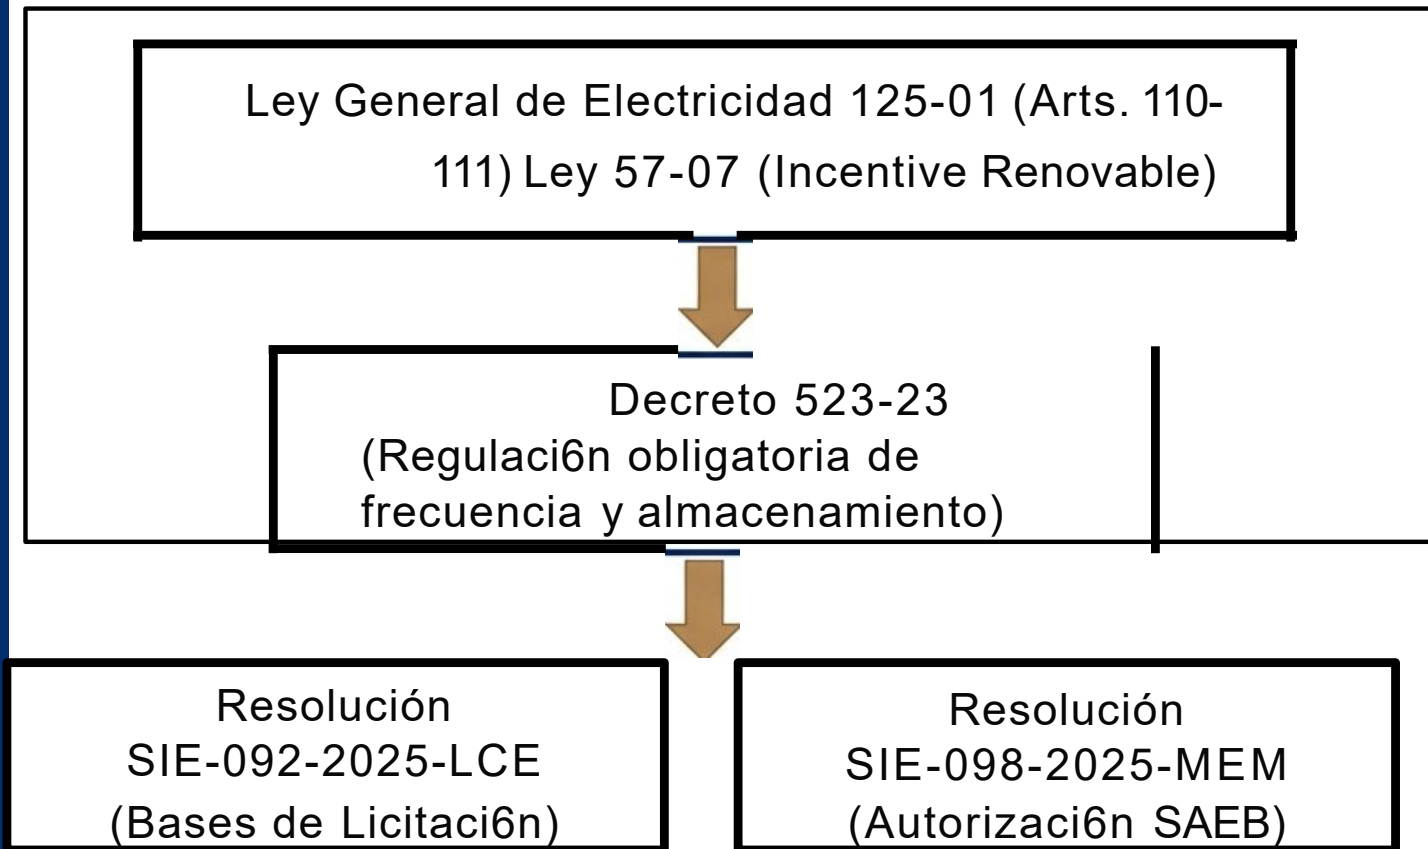 Ley General de Electricidad 125-01 (Arts. 110-
111) Ley 57-07 (Incentive Renovable)
Decreto 523-23
(Regulaci6n obligatoria de
frecuencia y almacenamiento)
Resolución
SIE-092-2025-LCE
(Bases de Licitaci6n)
Resolución
SIE-098-2025-MEM
(Autorizaci6n SAEB)